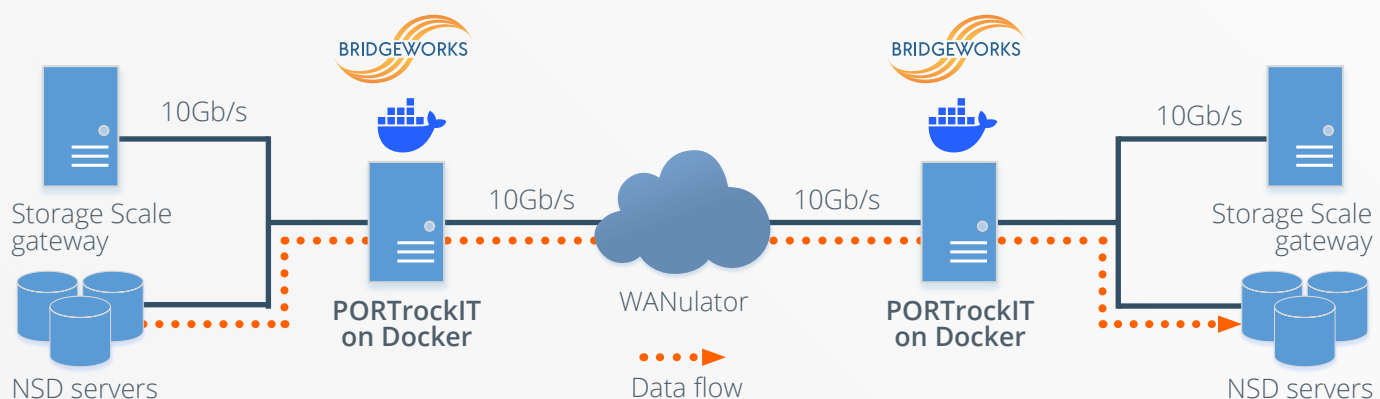 BRIDGEWORKS
BRIDGEWORKS
10Gb/s
10Gb/s
10Gb/s
10Gb/s
Storage Scale
gateway
Storage Scale
gateway
WANulator
PORTrockIT
on Docker
PORTrockIT
on Docker
NSD servers
Data flow
NSD servers